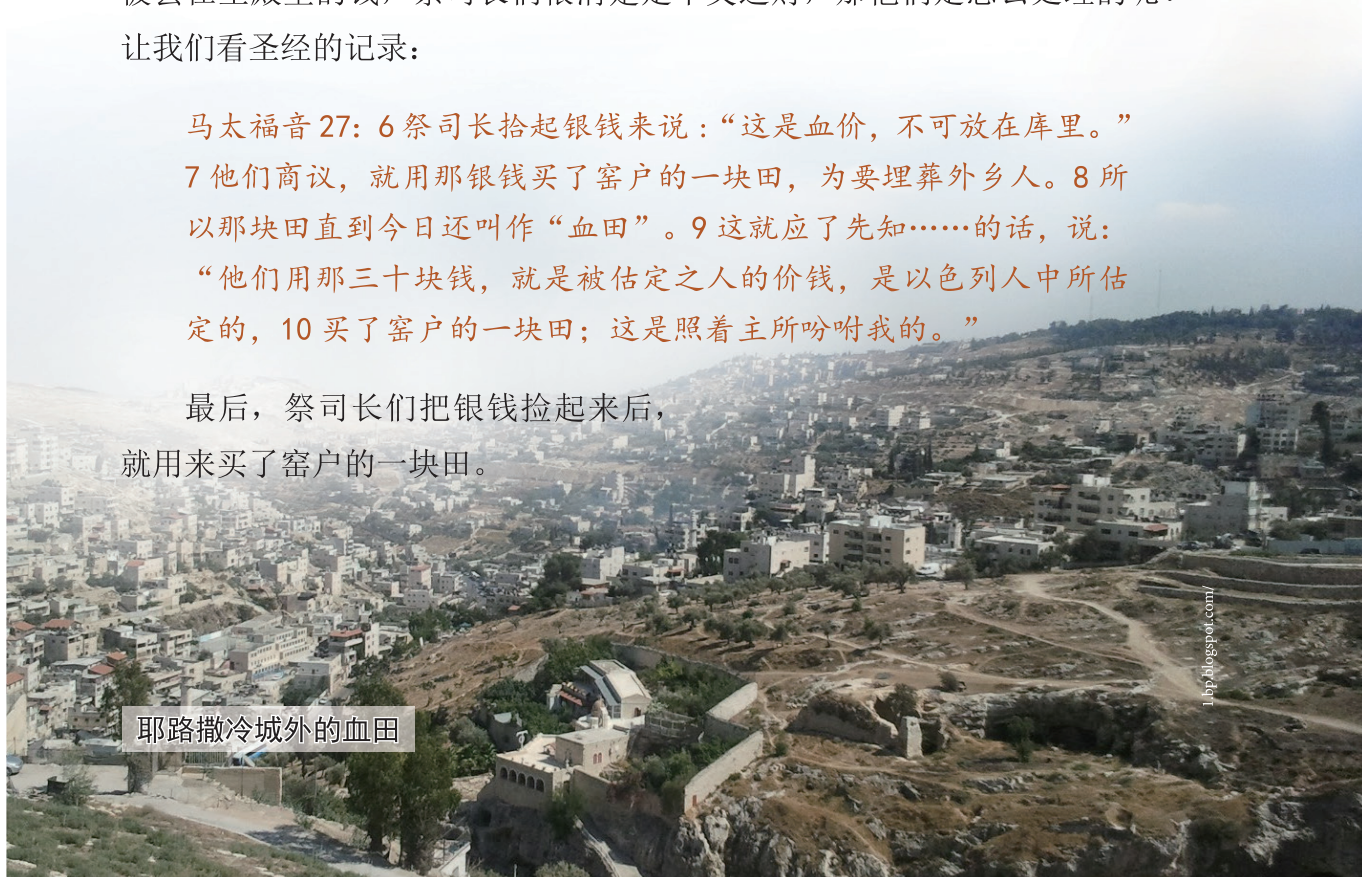 让我们看圣经的记录：
马太福音 27：6 祭司长拾起银钱来说：“这是血价，不可放在库里。”
7 他们商议，就用那银钱买了窑户的一块田，为要埋葬外乡人。8 所
以那块田直到今日还叫作“血田”。9 这就应了先知……的话，说：
“他们用那三十块钱，就是被估定之人的价钱，是以色列人中所估
定的，10 买了窑户的一块田；这是照着主所吩咐我的。”
最后，祭司长们把银钱捡起来后，
就用来买了窑户的一块田。
1.bp.blogspot.com/
耶路撒冷城外的血田